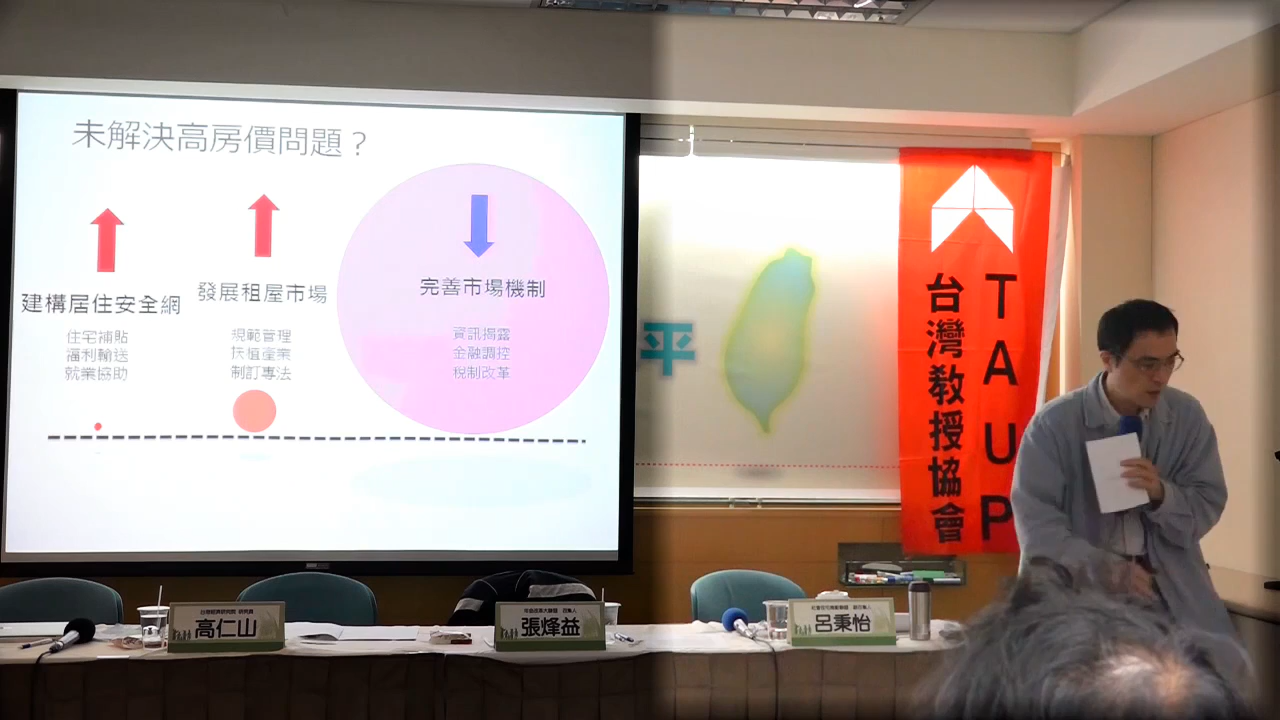 未解決高房價問題？
建構居住安全網
住宅補貼
福利輸送
就業協助
發展租屋市場
規範管理
扶植產業
制訂專法
完善市場機制
資訊揭露
金融調控
稅制改革
平
台灣教授協會
TAUP
高仁山
張烽益
呂秉怡